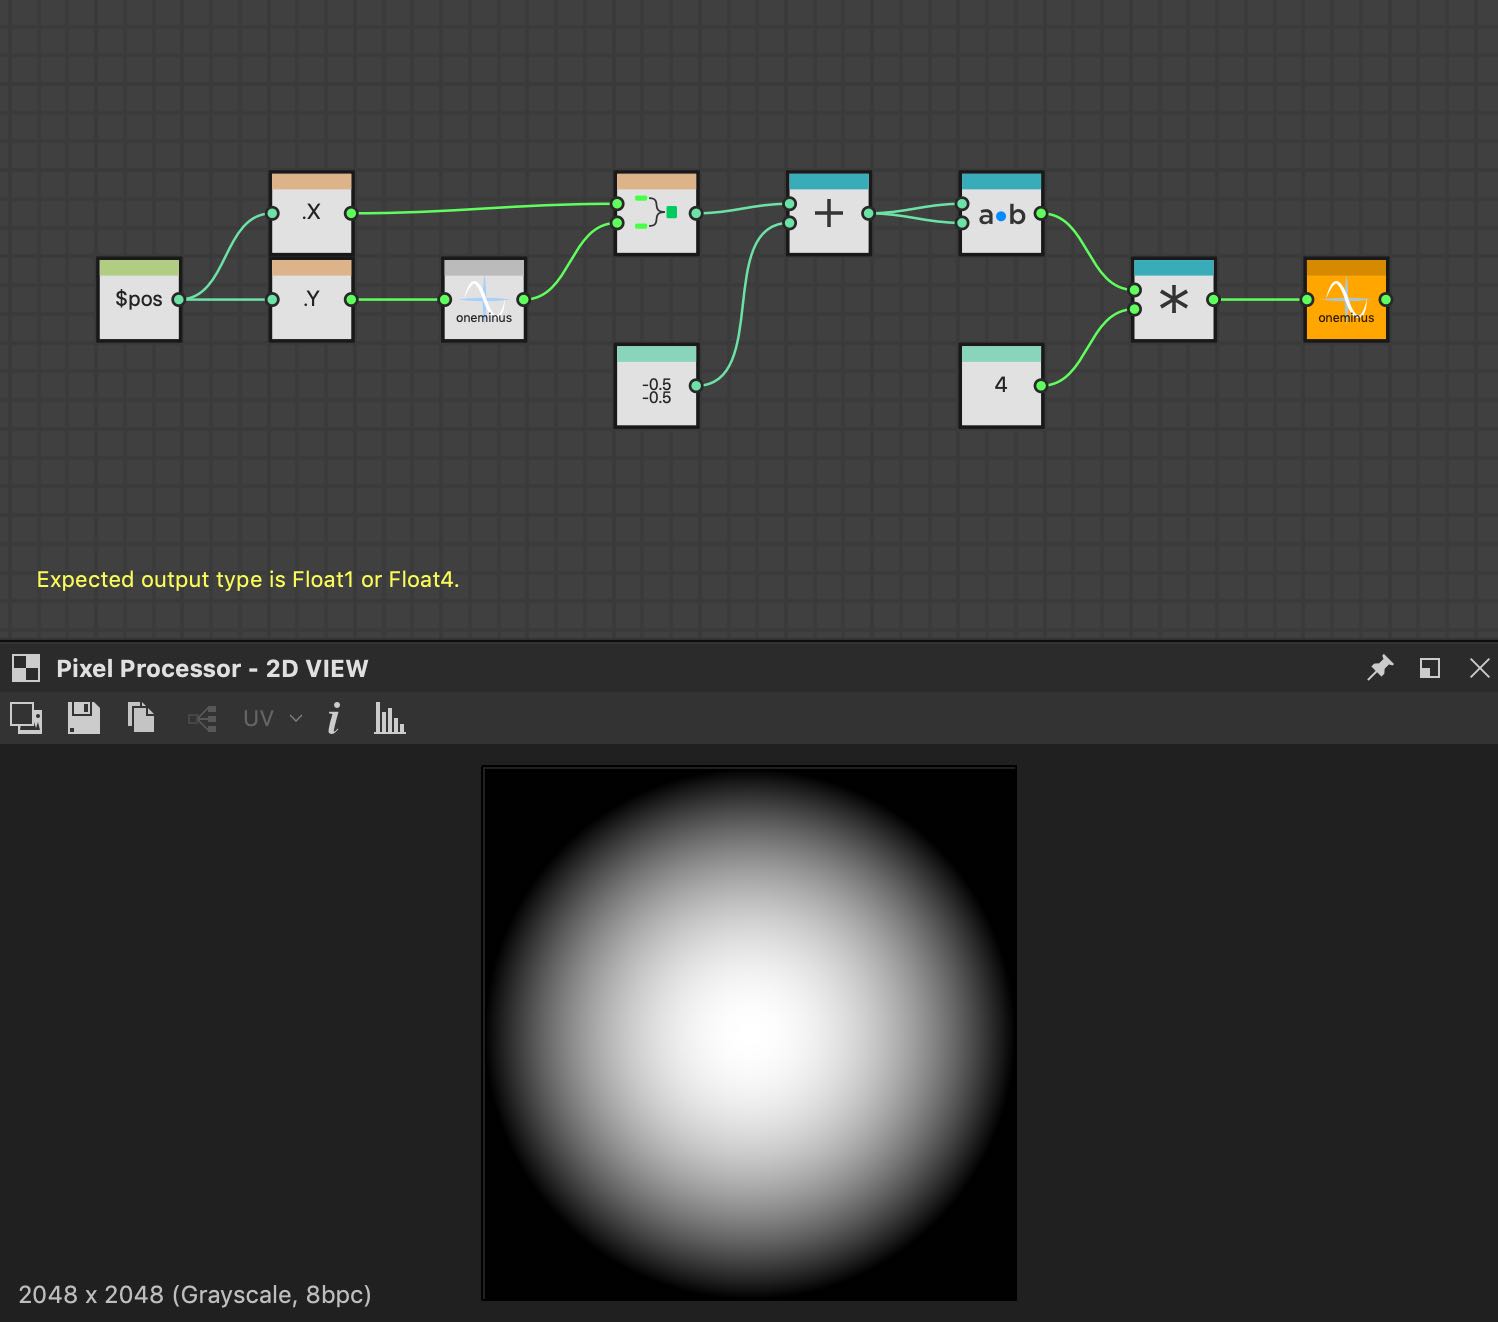 .X
$pos
.Y
oneminus
+
a•b
*
oneminus
-0.5
-0.5
4
Expected output type is Float1 or Float4.
Pixel Processor - 2D VIEW
UV
i
2048 x 2048 (Grayscale, 8bpc)